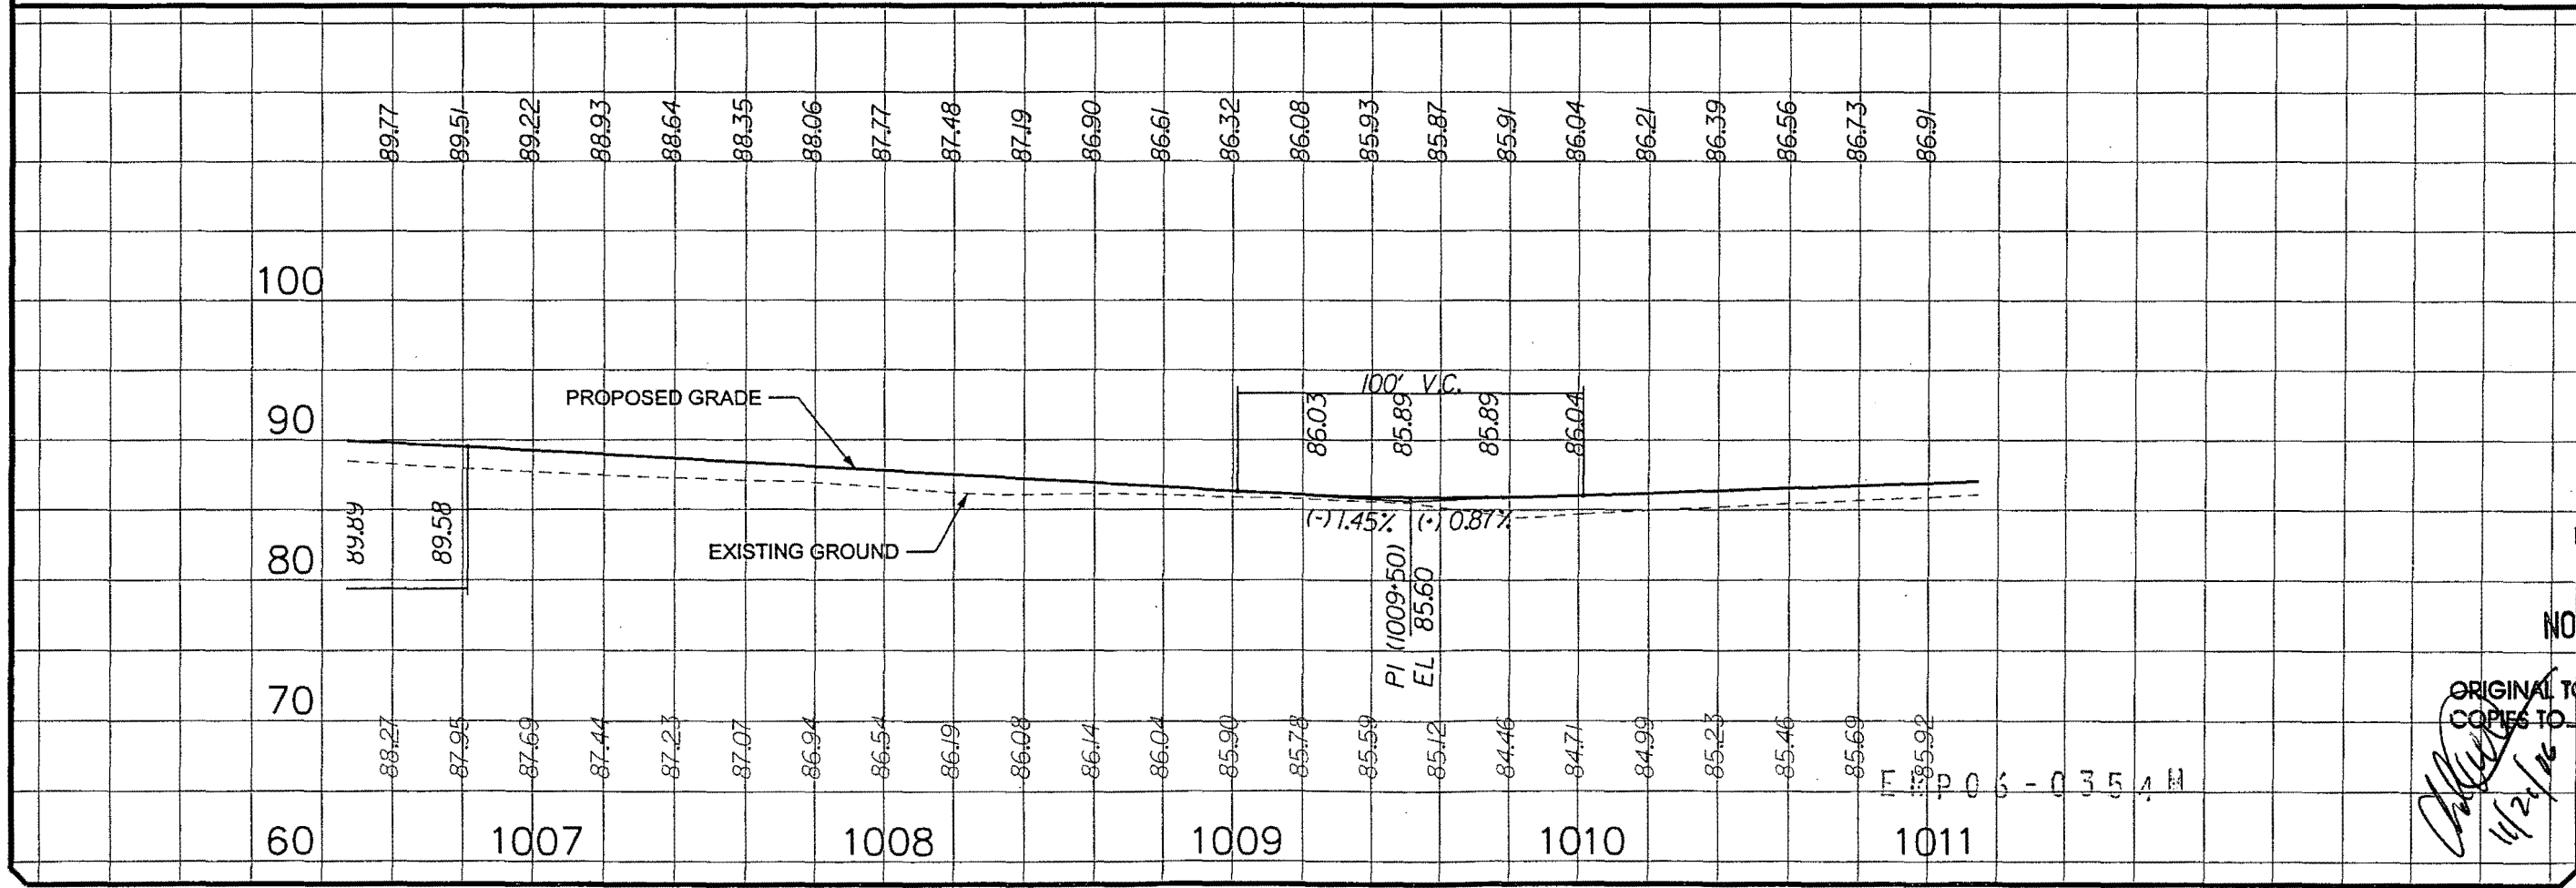 89.77 89.51 89.22 88.93 88.64 88.35 88.06 87.77 87.48 87.19 86.90 86.61 86.32 86.08 85.93 85.87 85.91 86.04 86.21 86.39 86.56 86.73 86.91
100
100' V.C.
PROPOSED GRADE
86.03 85.89 85.89 86.04
90
(-)1.45% (+) 0.87%
89.89 89.58
EXISTING GROUND
80
PI (1009+50)
EL 85.60
NO
70
ORIGINAL TO
COPIES TO
88.27 87.95 87.69 87.44 87.23 87.07 86.94 86.54 86.19 86.08 86.14 86.04 85.90 85.78 85.59 85.12 84.46 84.71 84.99 85.23 85.46 85.69 85.92
60 1007 1008 1009 1010 1011